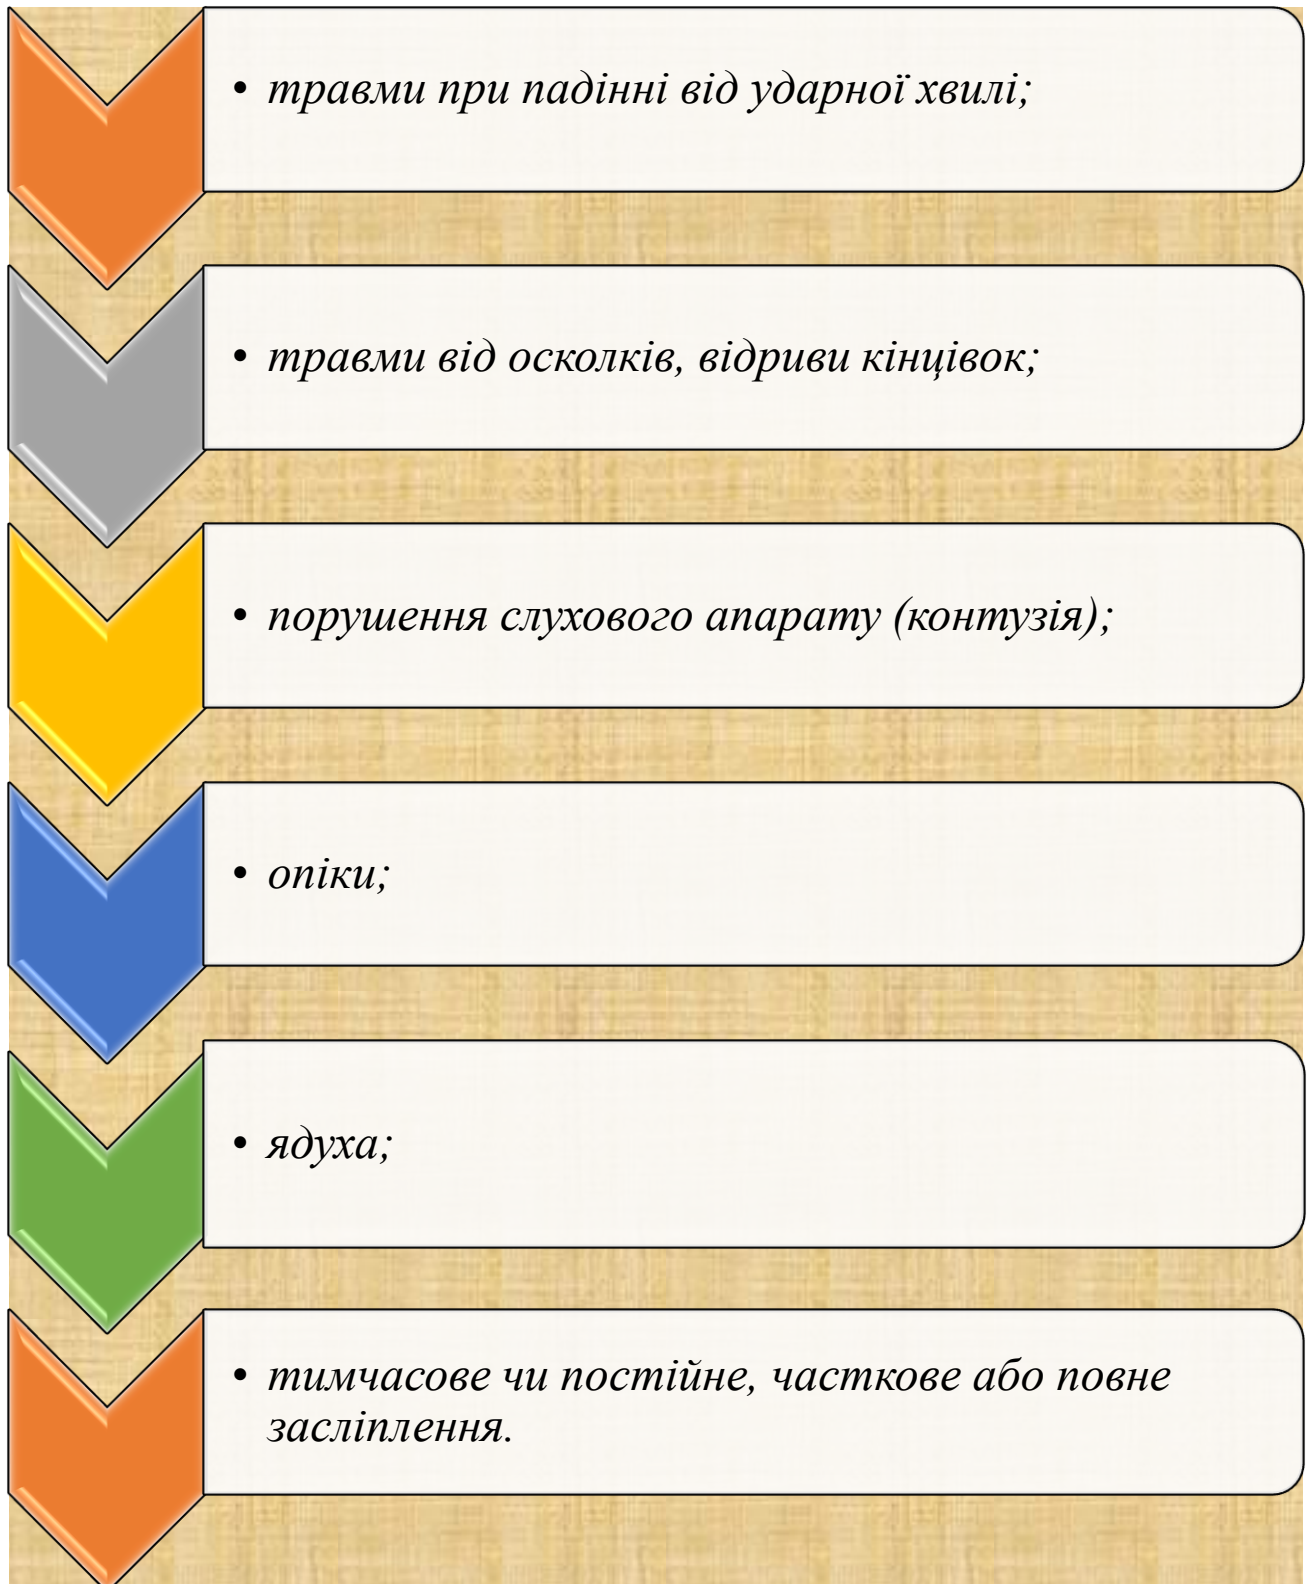 • травми при падінні від ударної хвилі;
• травми від осколків, відриви кінцівок;
• порушення слухового апарату (контузія);
• опіки;
• ядуха;
• тимчасове чи постійне, часткове або повне
засліплення.